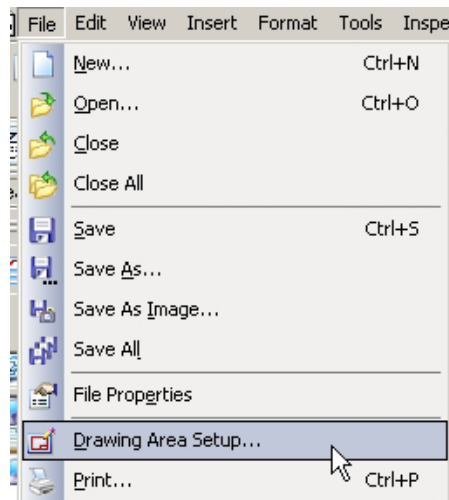 File Edit View Insert Format Tools Inspe
New... Ctrl+N
Open... Ctrl+O
Close
Close All
Save Ctrl+S
Save As...
Save As Image...
Save All
File Properties
Drawing Area Setup...
Print... Ctrl+P